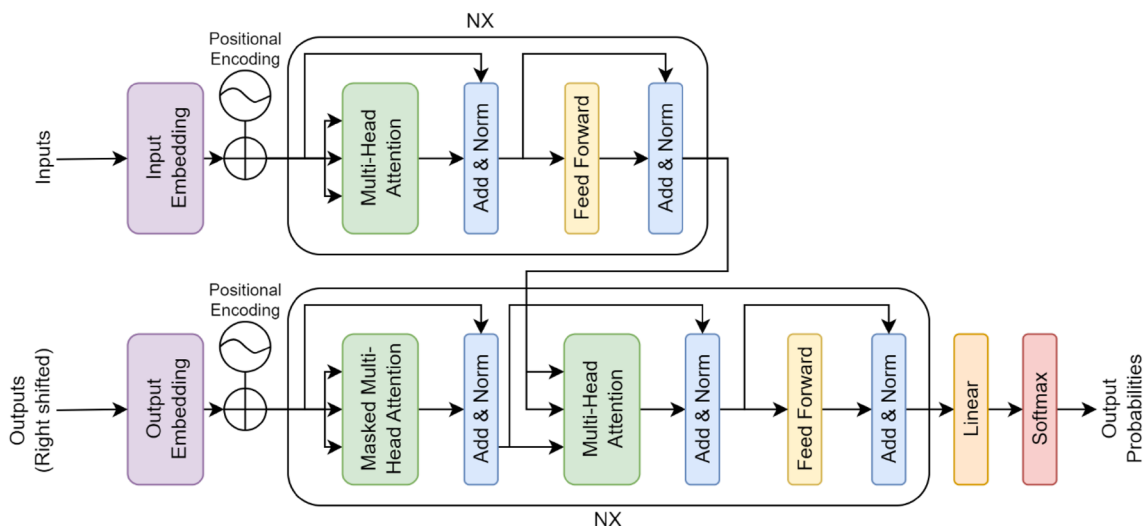 NX
Positional
Encoding
Inputs
Input
Embedding
Multi-Head
Attention
Add & Norm
Feed Forward
Add & Norm
Positional
Encoding
Outputs
(Right shifted)
Output
Embedding
Masked Multi-
Head Attention
Add & Norm
Multi-Head
Attention
Add & Norm
Feed Forward
Add & Norm
Linear
Softmax
Output
Probabilities
NX